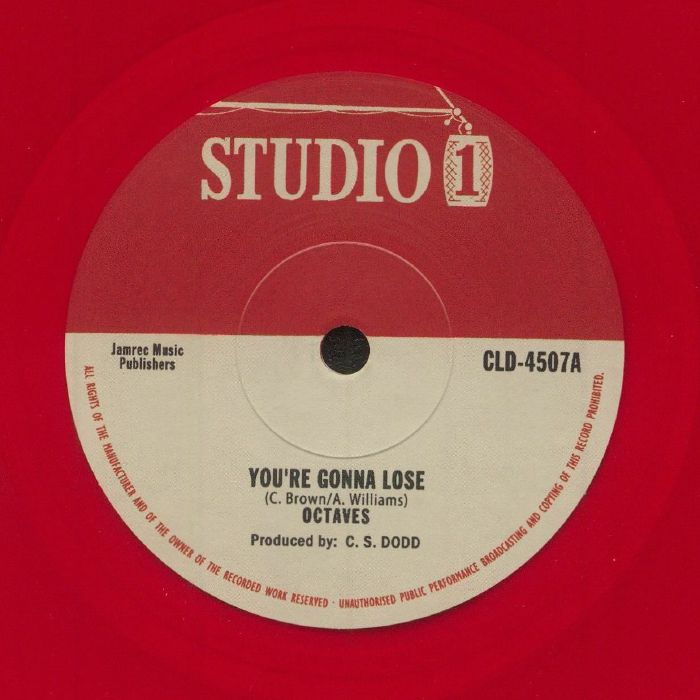 STUDIO 1
Jamrec Music
Publishers
CLD-4507A
YOU'RE GONNA LOSE
(C. Brown/A. Williams)
OCTAVES
Produced by: C. S. DODD
ALL RIGHTS OF THE MANUFACTURER AND OF THE OWNER OF THE RECORDED WORK RESERVED · UNAUTHORISED PUBLIC PERFORMANCE BROADCASTING AND COPYING OF THIS RECORD PROHIBITED.